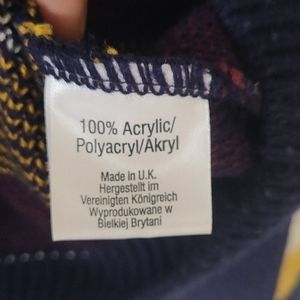 100% Acrylic/
Polyacryl/Akryl
Made in U.K.
Hergestellt im
Vereinigten Königreich
Wyprodukowane w
Bielkiej Brytani